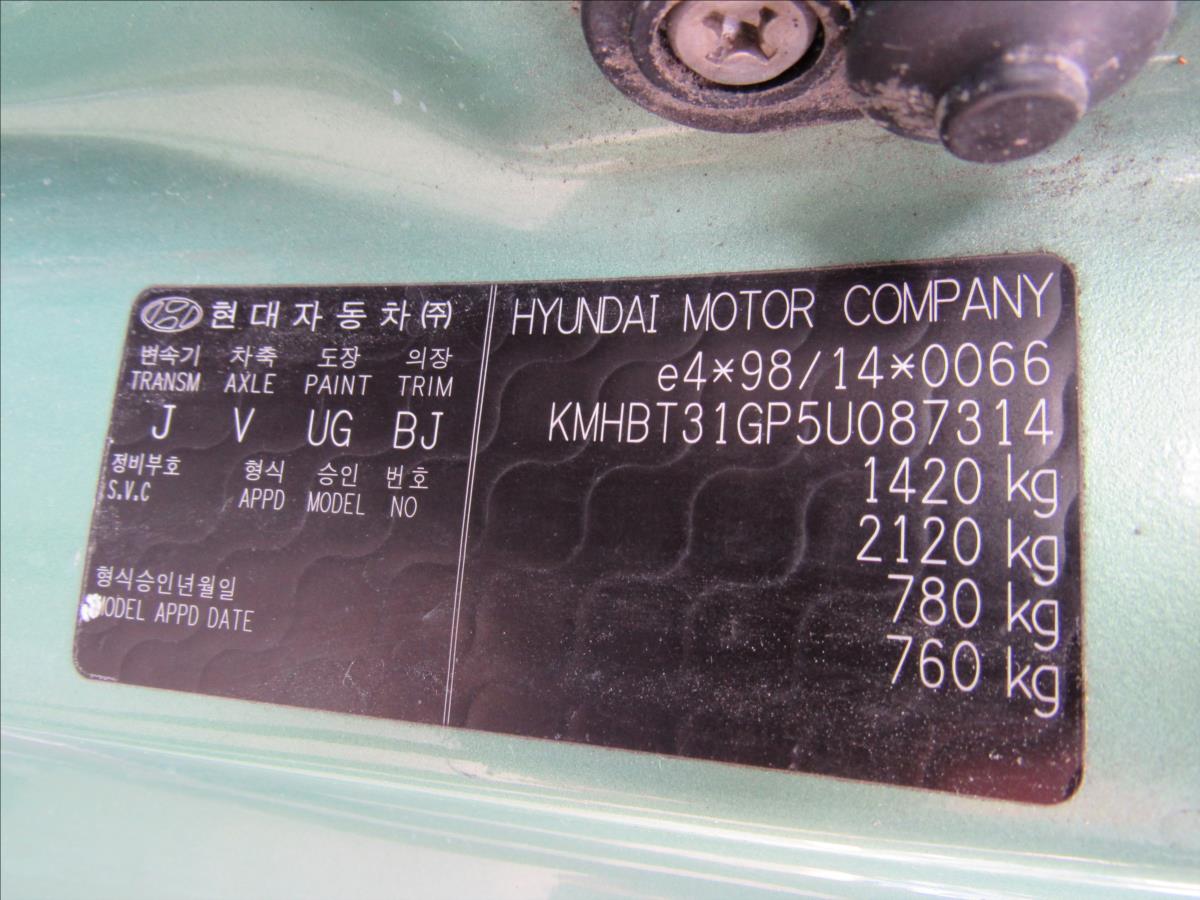 현대자동차㈜
변속기 차축 도장 의장
TRANSM AXLE PAINT TRIM
J V UG BJ
정비부호 형식 승인 번호
S.V.C APPD MODEL NO
형식승인년월일
MODEL APPD DATE
HYUNDAI MOTOR COMPANY
e4*98/14*0066
KMHBT31GP5U087314
1420 kg
2120 kg
780 kg
760 kg